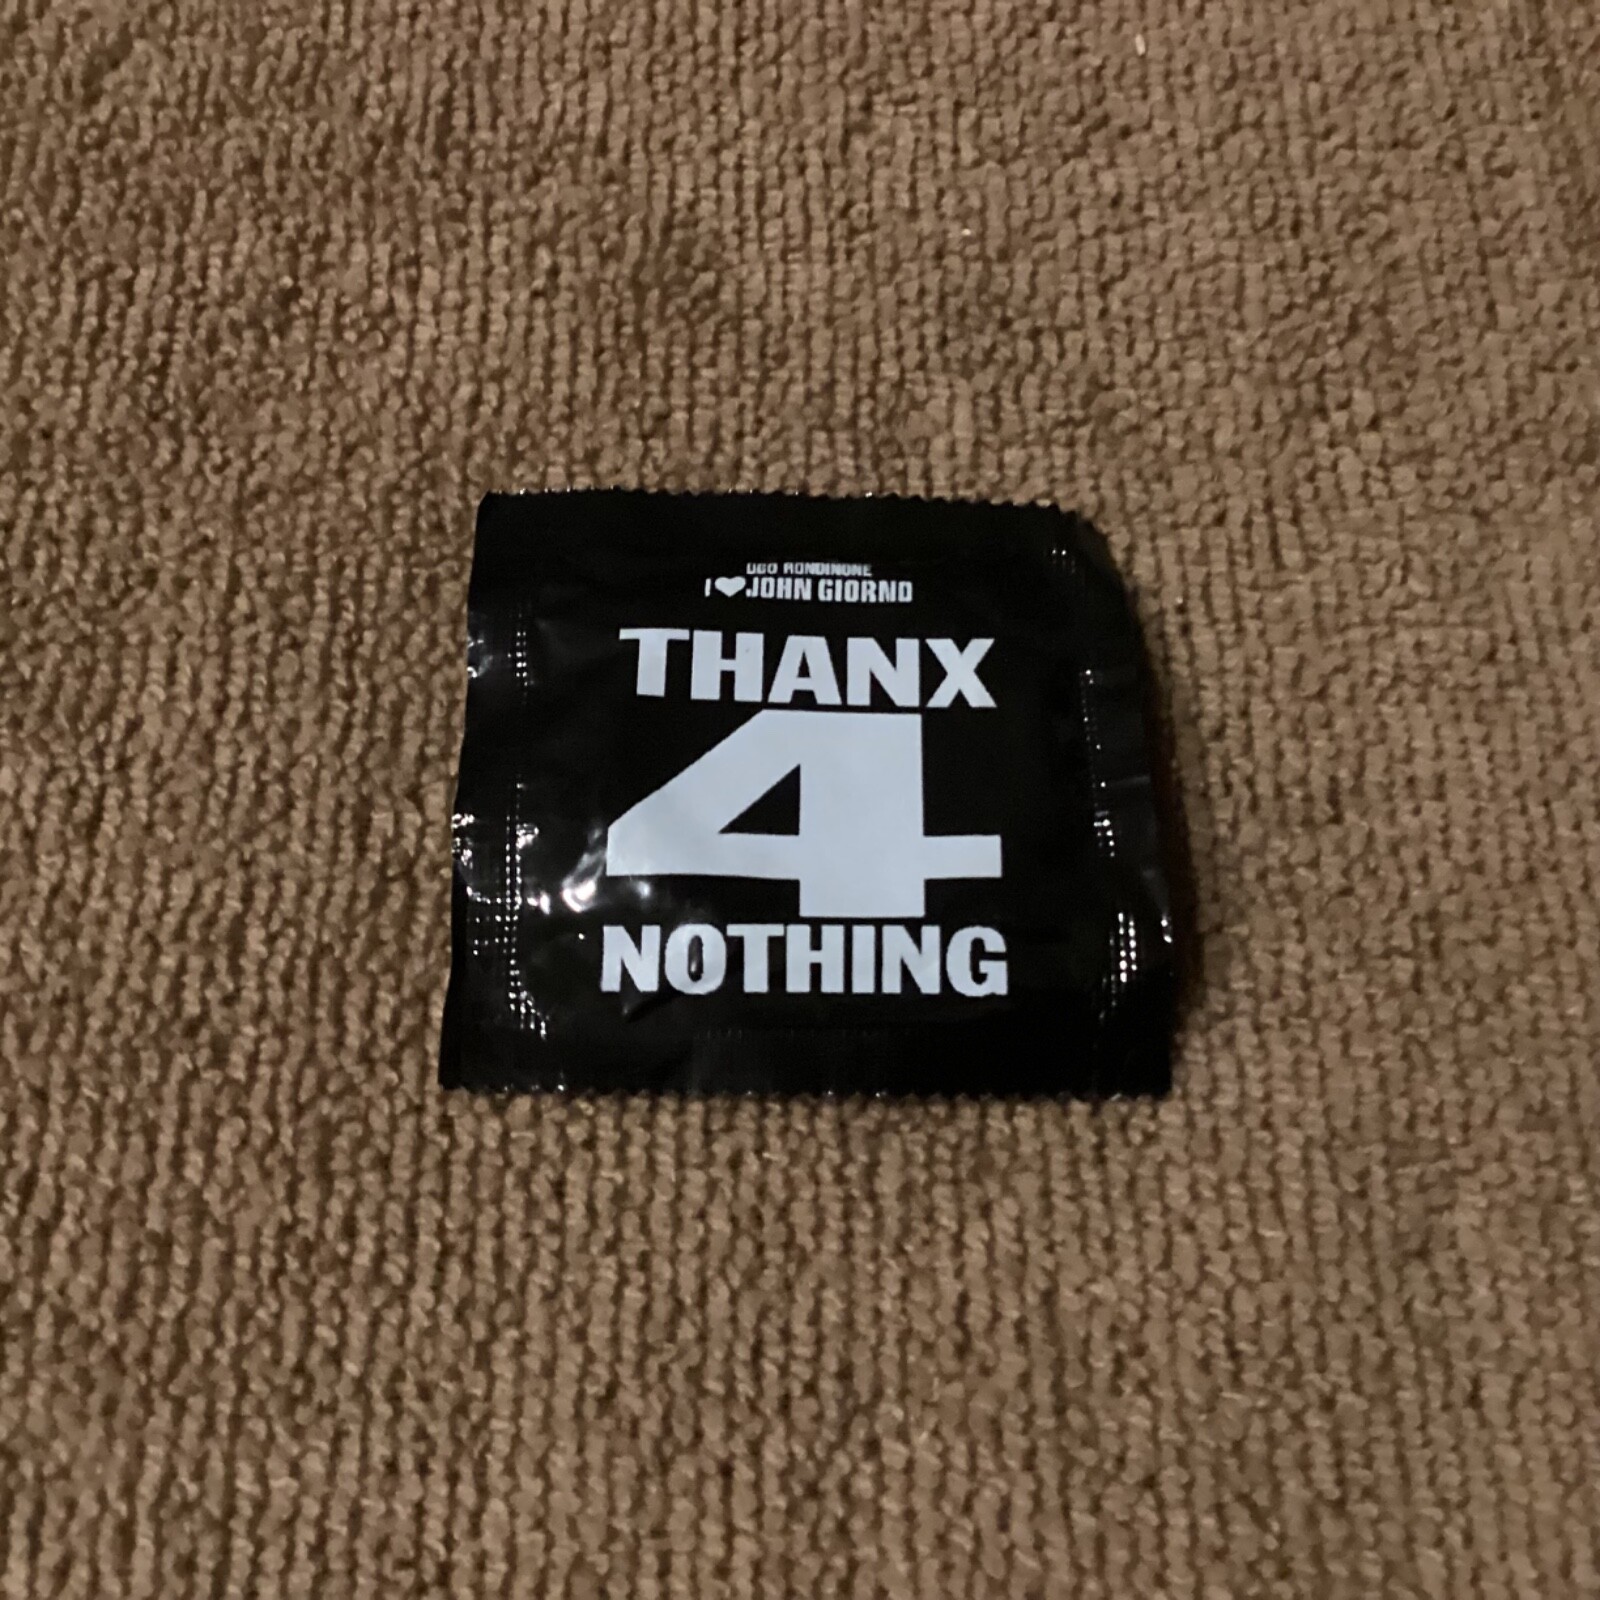 UGO RONDINONE
I ♥ JOHN GIORNO
THANX
4
NOTHING